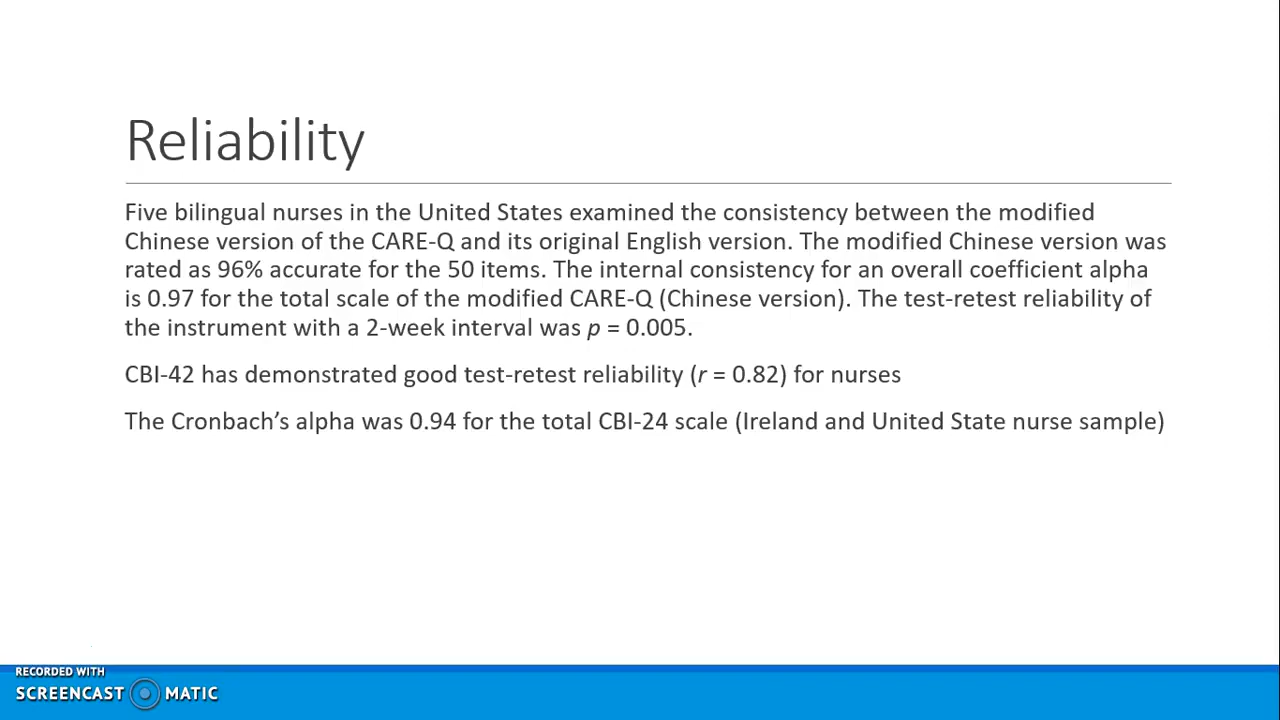 Reliability
Five bilingual nurses in the United States examined the consistency between the modified
Chinese version of the CARE-Q and its original English version. The modified Chinese version was
rated as 96% accurate for the 50 items. The internal consistency for an overall coefficient alpha
is 0.97 for the total scale of the modified CARE-Q (Chinese version). The test-retest reliability of
the instrument with a 2-week interval was p = 0.005.
CBI-42 has demonstrated good test-retest reliability (r = 0.82) for nurses
The Cronbach’s alpha was 0.94 for the total CBI-24 scale (Ireland and United State nurse sample)
RECORDED WITH
SCREENCAST MATIC